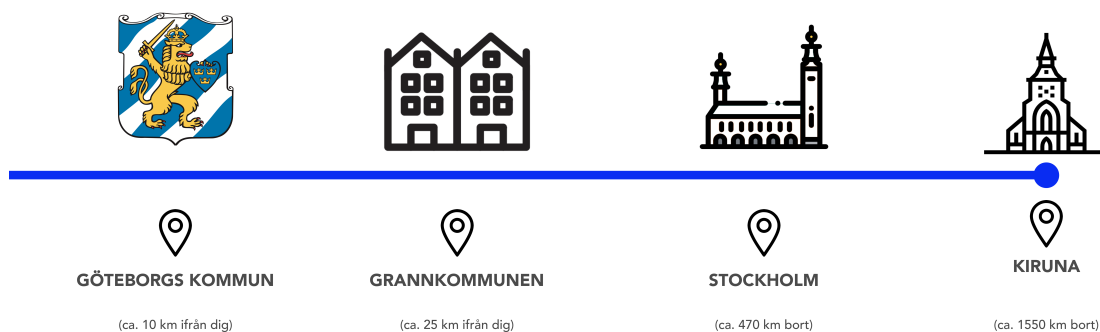 GÖTEBORGS KOMMUN
(ca. 10 km ifrån dig)
GRANNKOMMUNEN
(ca. 25 km ifrån dig)
STOCKHOLM
(ca. 470 km bort)
KIRUNA
(ca. 1550 km bort)